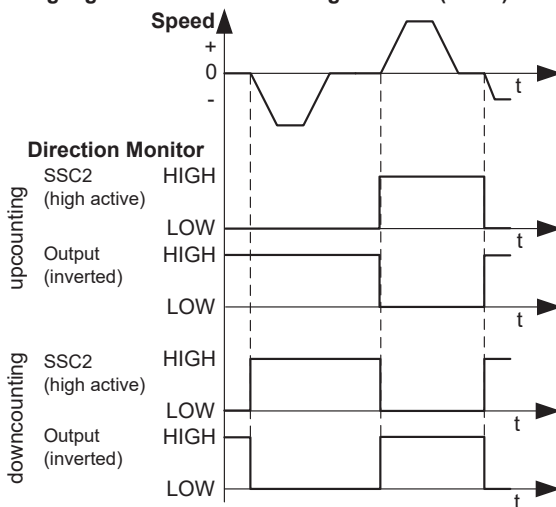 Speed
+
0
-
t
Direction Monitor
upcounting
SSC2
(high active)
HIGH
LOW
t
Output
(inverted)
HIGH
LOW
t
downcounting
SSC2
(high active)
HIGH
LOW
t
Output
(inverted)
HIGH
LOW
t